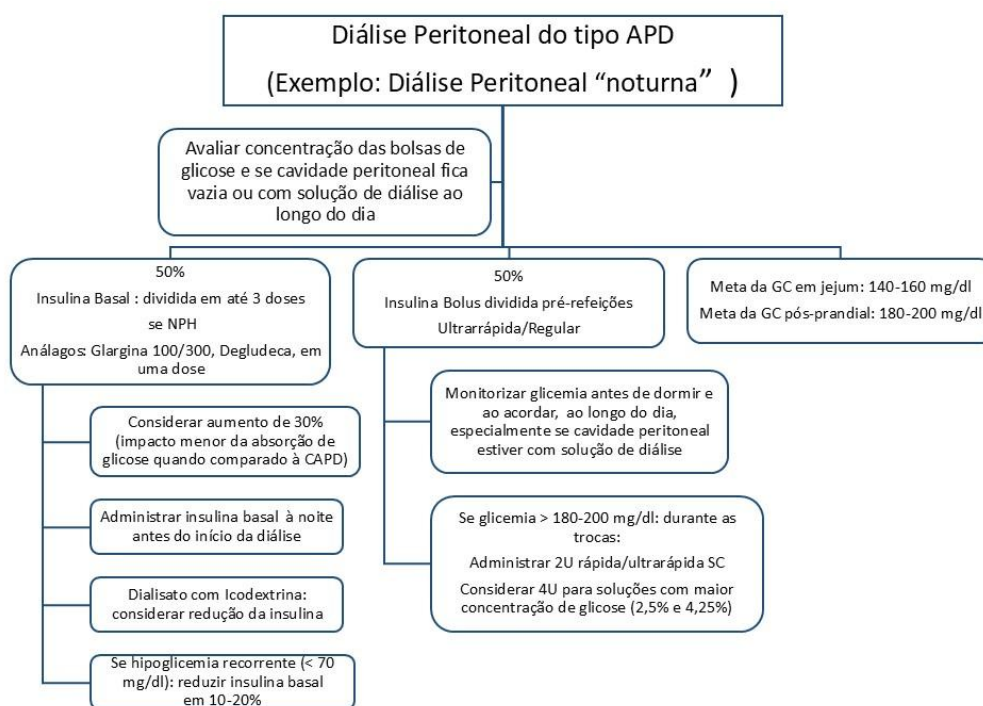 Diálise Peritoneal do tipo APD
(Exemplo: Diálise Peritoneal “noturna” )
Avaliar concentração das bolsas de
glicose e se cavidade peritoneal fica
vazia ou com solução de diálise ao
longo do dia
50%
Insulina Basal : dividida em até 3 doses
se NPH
Análagos: Glargina 100/300, Degludeca, em
uma dose
50%
Insulina Bolus dividida pré-refeições
Ultrarrápida/Regular
Meta da GC em jejum: 140-160 mg/dl
Meta da GC pós-prandial: 180-200 mg/dl
Considerar aumento de 30%
(impacto menor da absorção de
glicose quando comparado à CAPD)
Administrar insulina basal à noite
antes do início da diálise
Dialisato com Icodextrina:
considerar redução da insulina
Se hipoglicemia recorrente (< 70
mg/dl): reduzir insulina basal
em 10-20%
Monitorizar glicemia antes de dormir e
ao acordar, ao longo do dia,
especialmente se cavidade peritoneal
estiver com solução de diálise
Se glicemia > 180-200 mg/dl: durante as
trocas:
Administrar 2U rápida/ultrarápida SC
Considerar 4U para soluções com maior
concentração de glicose (2,5% e 4,25%)